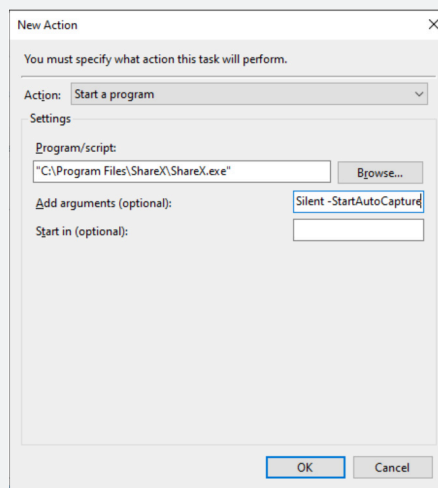 New Action
You must specify what action this task will perform.
Action: Start a program
Settings
Program/script:
"C:\Program Files\ShareX\ShareX.exe"
Browse...
Add arguments (optional): Silent -StartAutoCapture
Start in (optional):
OK Cancel